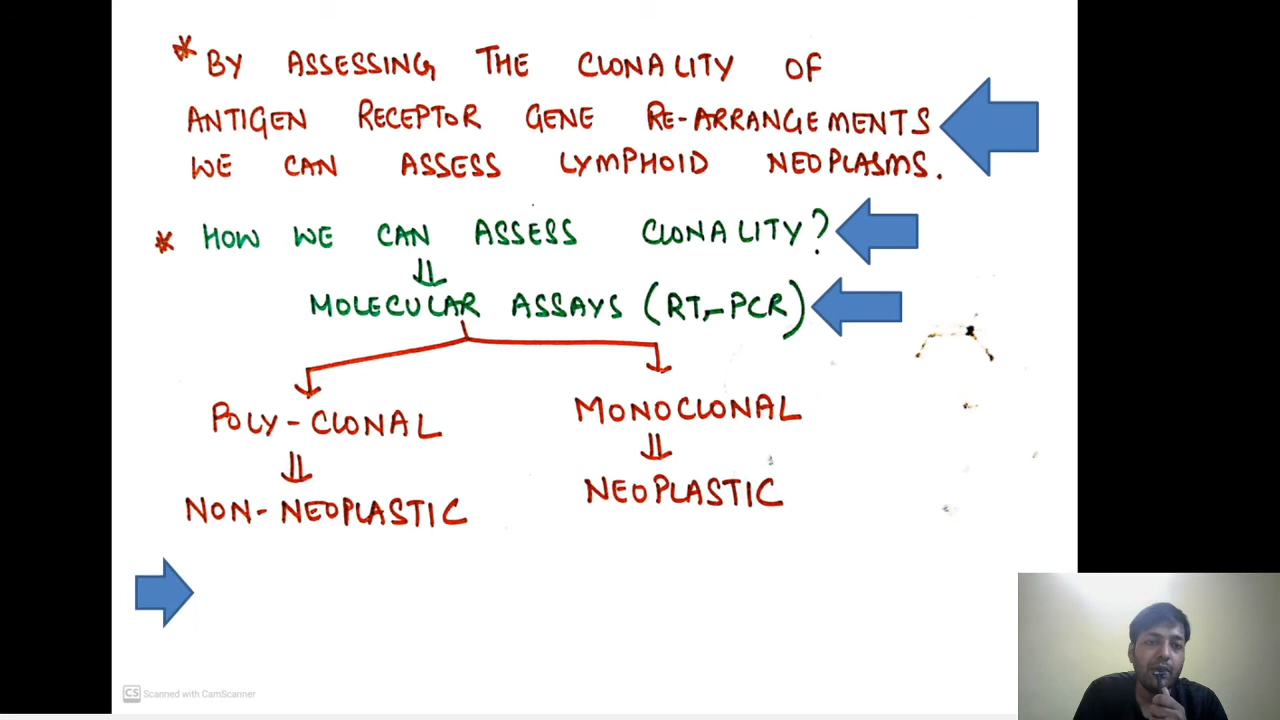 * BY ASSESSING THE CLONALITY OF
ANTIGEN RECEPTOR GENE RE-ARRANGEMENTS
WE CAN ASSESS LYMPHOID NEOPLASMS.
* HOW WE CAN ASSESS CLONALITY?
MOLECULAR ASSAYS (RT-PCR)
POLY-CLONAL
MONOCLONAL
NON-NEOPLASTIC
NEOPLASTIC
CS Scanned with CamScanner